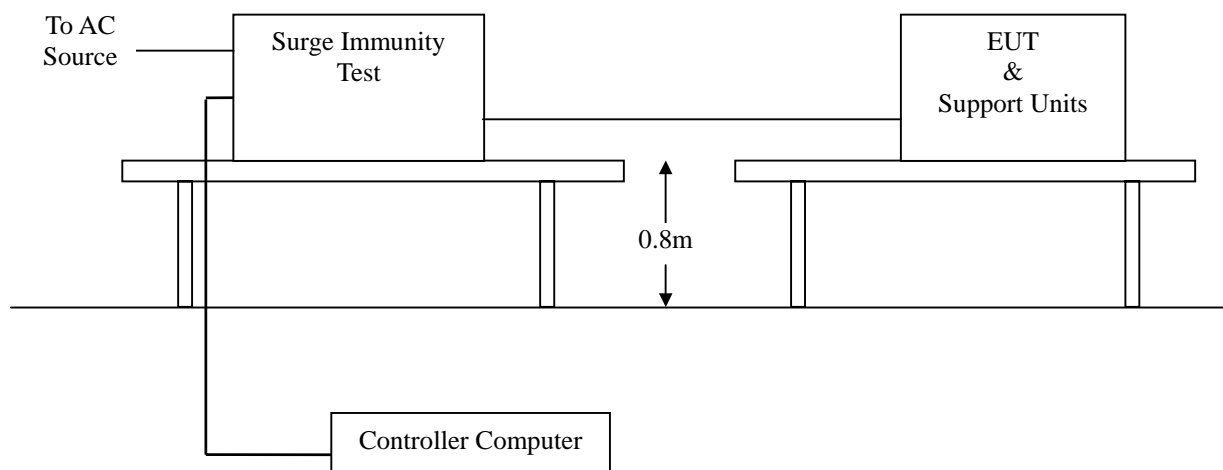 To AC
Source
Surge Immunity
Test
EUT
&
Support Units
0.8m
Controller Computer